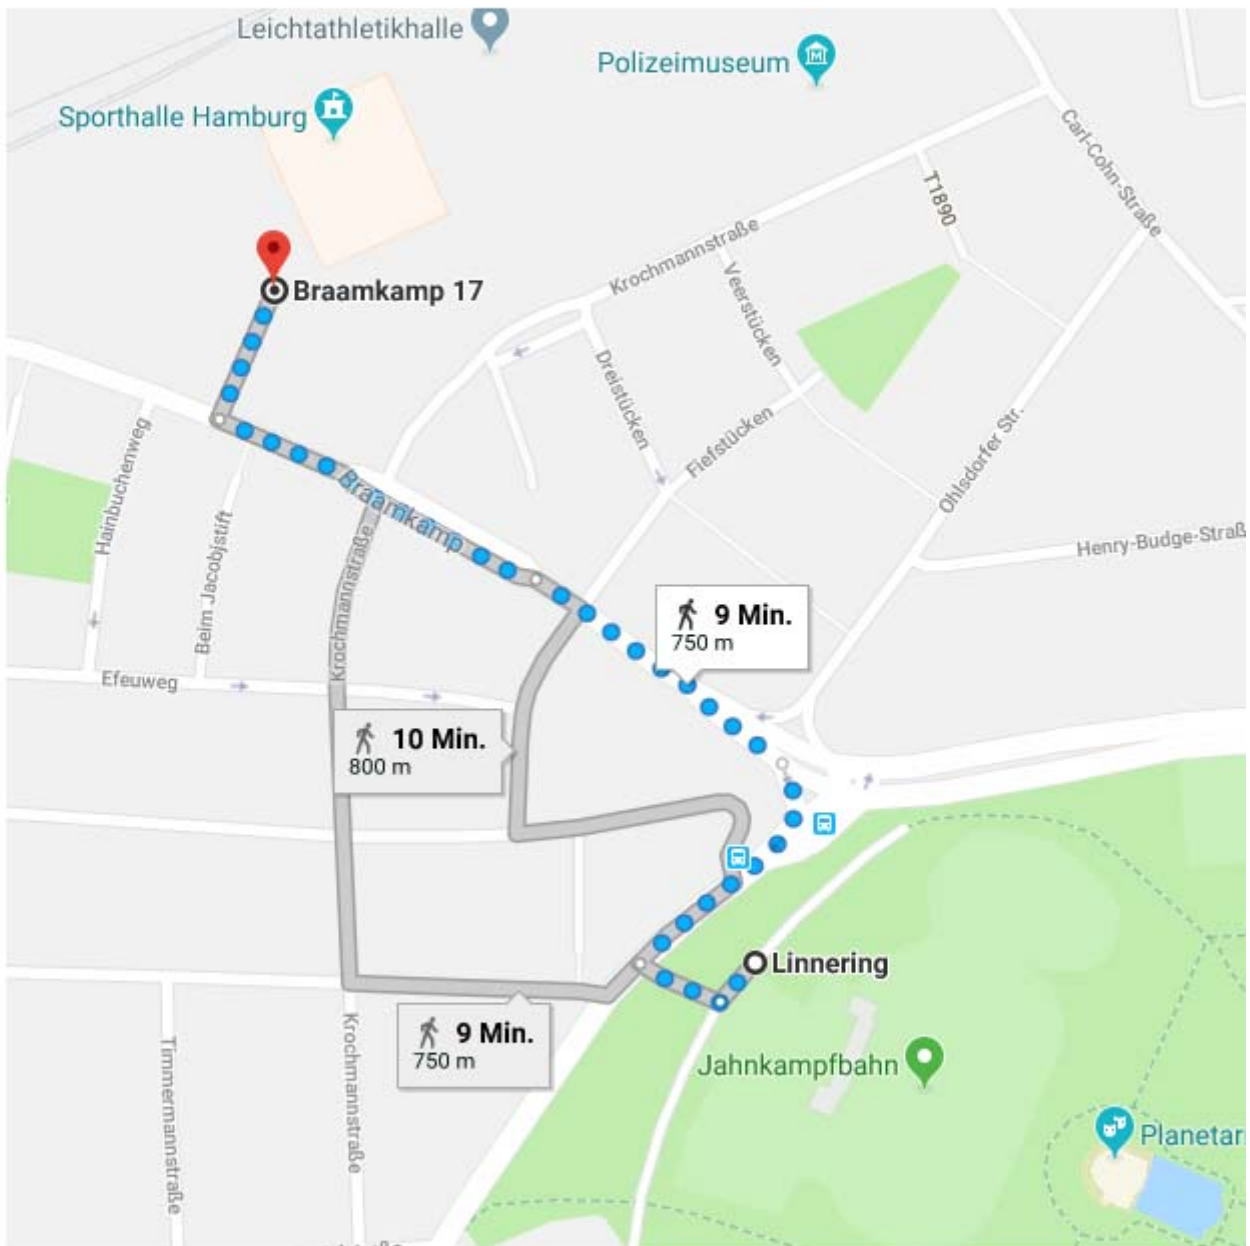 Leichtathletikhalle
Polizeimuseum
Sporthalle Hamburg
Carl-Cohn-Straße
T1890
Krochmannstraße
Braamkamp 17
Veerstücken
Dreistücken
Fiefstücken
Ohlsdorfer Str.
Hainbuchenweg
Braamkamp
Beim Jacobjstift
Krochmannstraße
Henry-Budge-Straß
9 Min.
750 m
Efeuweg
10 Min.
800 m
Linnering
9 Min.
750 m
Timmermannstraße
Krochmannstraße
Jahnkampfbahn
Planetar